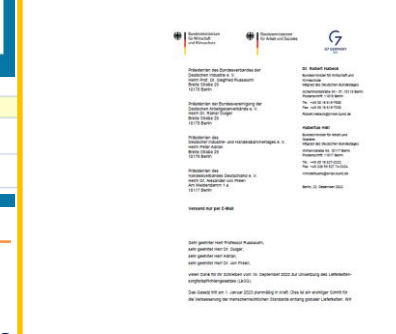 Bundesministerium
für Wirtschaft
und Klimaschutz
Bundesministerium
für Arbeit und Soziales
G7 GERMANY
2022
Präsidenten des Bundesverbandes der
Deutschen Industrie e. V.
Herrn Prof. Dr. Siegfried Russwurm
Breite Straße 29
10178 Berlin
Präsidenten der Bundesvereinigung der
Deutschen Arbeitgeberverbände e. V.
Herrn Dr. Rainer Dulger
Breite Straße 29
10178 Berlin
Präsidenten des
Deutschen Industrie- und Handelskammertages e. V.
Herrn Peter Adrian
Breite Straße 29
10178 Berlin
Präsidenten des
Handelsverbandes Deutschland e. V.
Herrn Dr. Alexander von Preen
Am Weidendamm 1 a
10117 Berlin
Dr. Robert Habeck
Bundesminister für Wirtschaft und
Klimaschutz
Mitglied des Deutschen Bundestages
Hubertus Heil
Bundesminister für Arbeit und
Soziales
Mitglied des Deutschen Bundestages
Berlin, Dezember 2022
Versand nur per E-Mail
Sehr geehrter Herr Professor Russwurm,
sehr geehrter Herr Dr. Dulger,
sehr geehrter Herr Adrian,
sehr geehrter Herr Dr. von Preen,
vielen Dank für Ihr Schreiben vom 16. September 2022 zur Umsetzung des Lieferketten-
sorgfaltspflichtengesetzes (LkSG).
Das Gesetz tritt am 1. Januar 2023 planmäßig in Kraft. Dies ist ein wichtiger Schritt für
die Verbesserung der menschenrechtlichen Standards entlang globaler Lieferketten. Wir